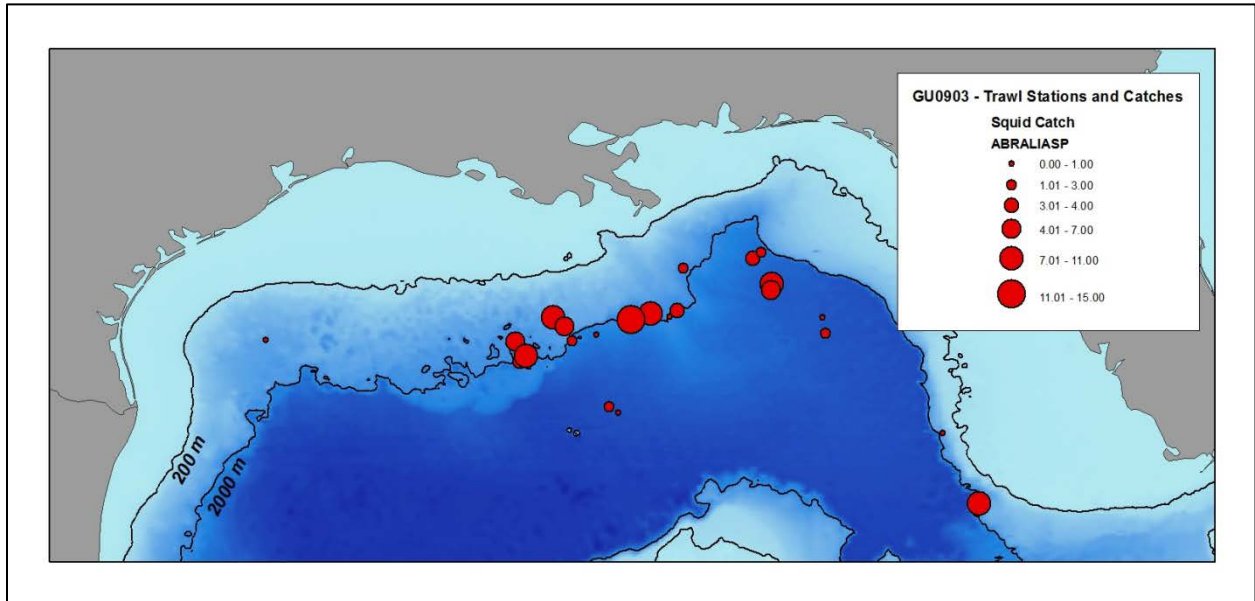 GU0903 - Trawl Stations and Catches
Squid Catch
ABRALIASP
0.00 - 1.00
1.01 - 3.00
3.01 - 4.00
4.01 - 7.00
7.01 - 11.00
11.01 - 15.00
200 m
2000 m